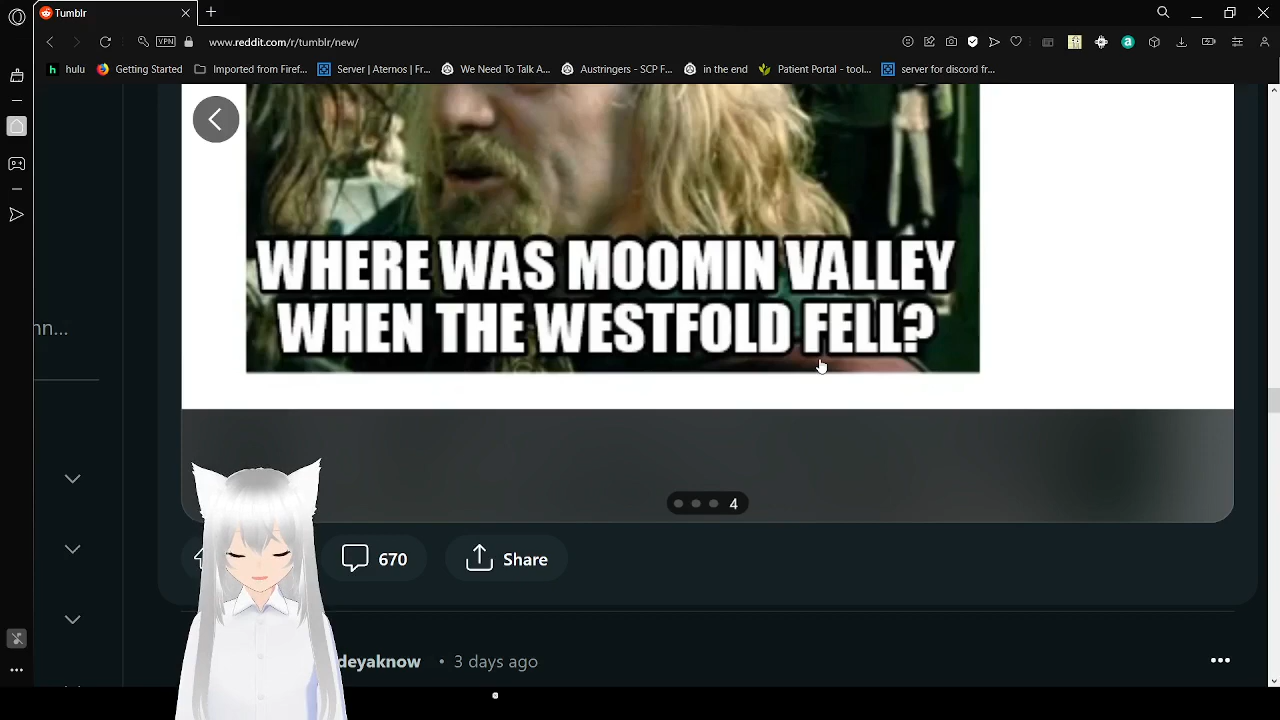 Tumblr
VPN
www.reddit.com/r/tumblr/new/
hulu
Getting Started
Imported from Firef...
Server | Aternos | Fr...
We Need To Talk A...
Austringers - SCP F...
in the end
Patient Portal - tool...
server for discord fr...
WHERE WAS MOOMIN VALLEY
WHEN THE WESTFOLD FELL?
nn...
4
670
Share
deyaknow • 3 days ago